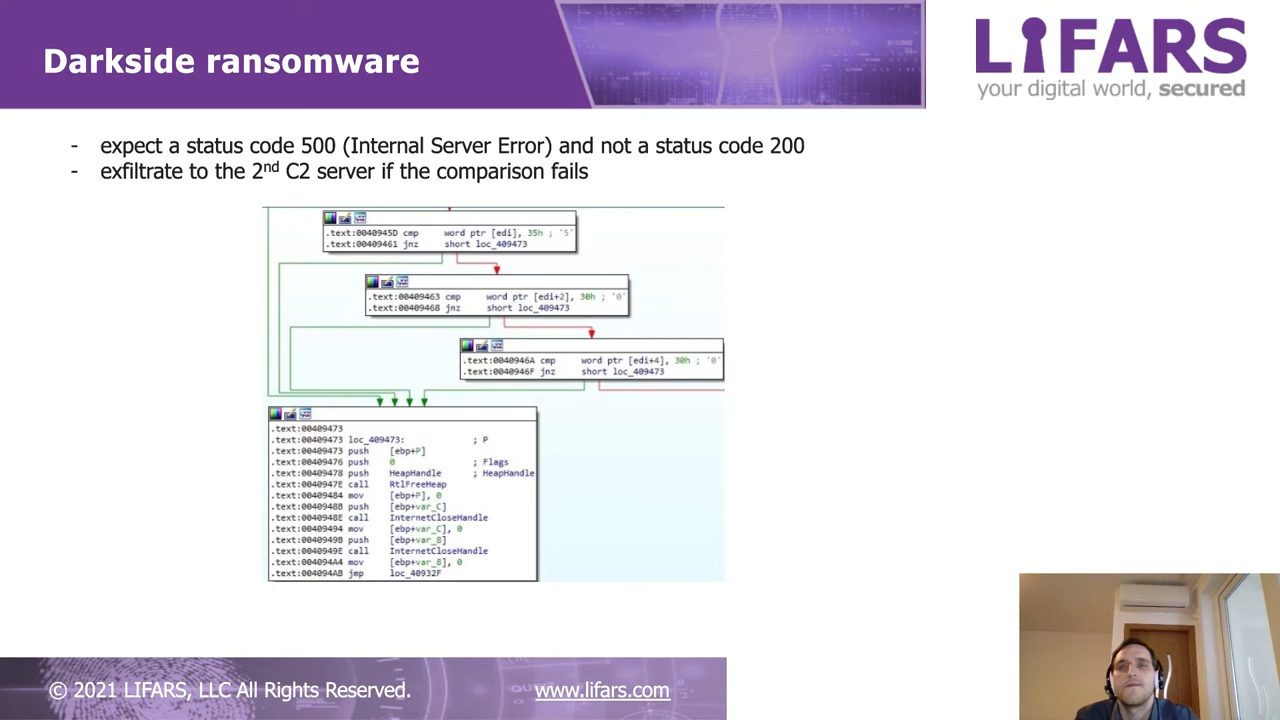 Darkside ransomware
LIFARS
your digital world, secured
- expect a status code 500 (Internal Server Error) and not a status code 200
- exfiltrate to the 2nd C2 server if the comparison fails
.text:0040945D cmp word ptr [edi], 35h ; '5'
.text:00409461 jnz short loc_409473
.text:00409463 cmp word ptr [edi+2], 30h ; '0'
.text:00409468 jnz short loc_409473
.text:0040946A cmp word ptr [edi+4], 30h ; '0'
.text:0040946F jnz short loc_409473
.text:00409473
.text:00409473 loc_409473: ; P
.text:00409473 push [ebp+P]
.text:00409476 push 0 ; Flags
.text:00409478 push HeapHandle ; HeapHandle
.text:0040947E call RtlFreeHeap
.text:00409484 mov [ebp+P], 0
.text:0040948B push [ebp+var_C]
.text:0040948E call InternetCloseHandle
.text:00409494 mov [ebp+var_C], 0
.text:0040949B push [ebp+var_8]
.text:0040949E call InternetCloseHandle
.text:004094A4 mov [ebp+var_8], 0
.text:004094AB jmp loc_40932F
© 2021 LIFARS, LLC All Rights Reserved.
www.lifars.com